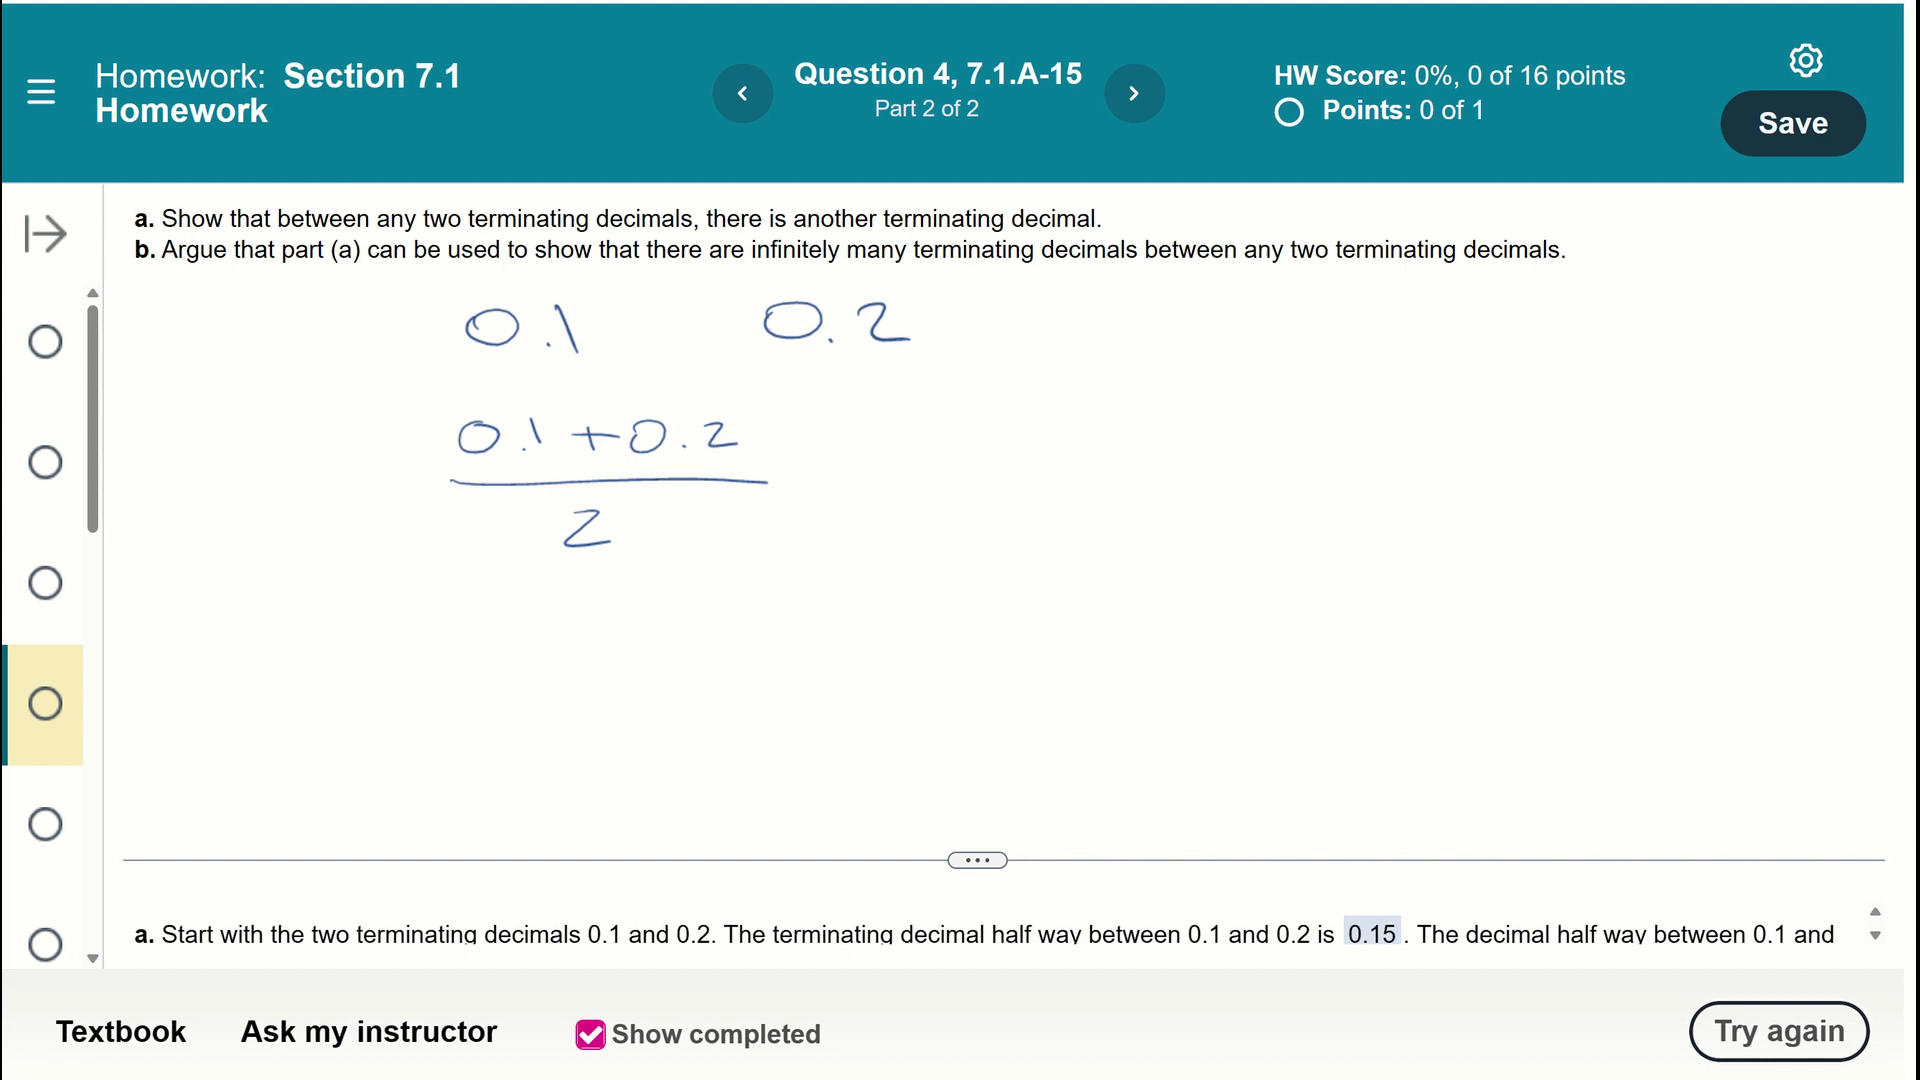 Homework: Section 7.1
Homework
Question 4, 7.1.A-15
Part 2 of 2
HW Score: 0%, 0 of 16 points
Points: 0 of 1
Save
a. Show that between any two terminating decimals, there is another terminating decimal.
b. Argue that part (a) can be used to show that there are infinitely many terminating decimals between any two terminating decimals.
0.1 0.2
0.1 + 0.2
2
a. Start with the two terminating decimals 0.1 and 0.2. The terminating decimal half way between 0.1 and 0.2 is 0.15. The decimal half way between 0.1 and
Textbook
Ask my instructor
Show completed
Try again